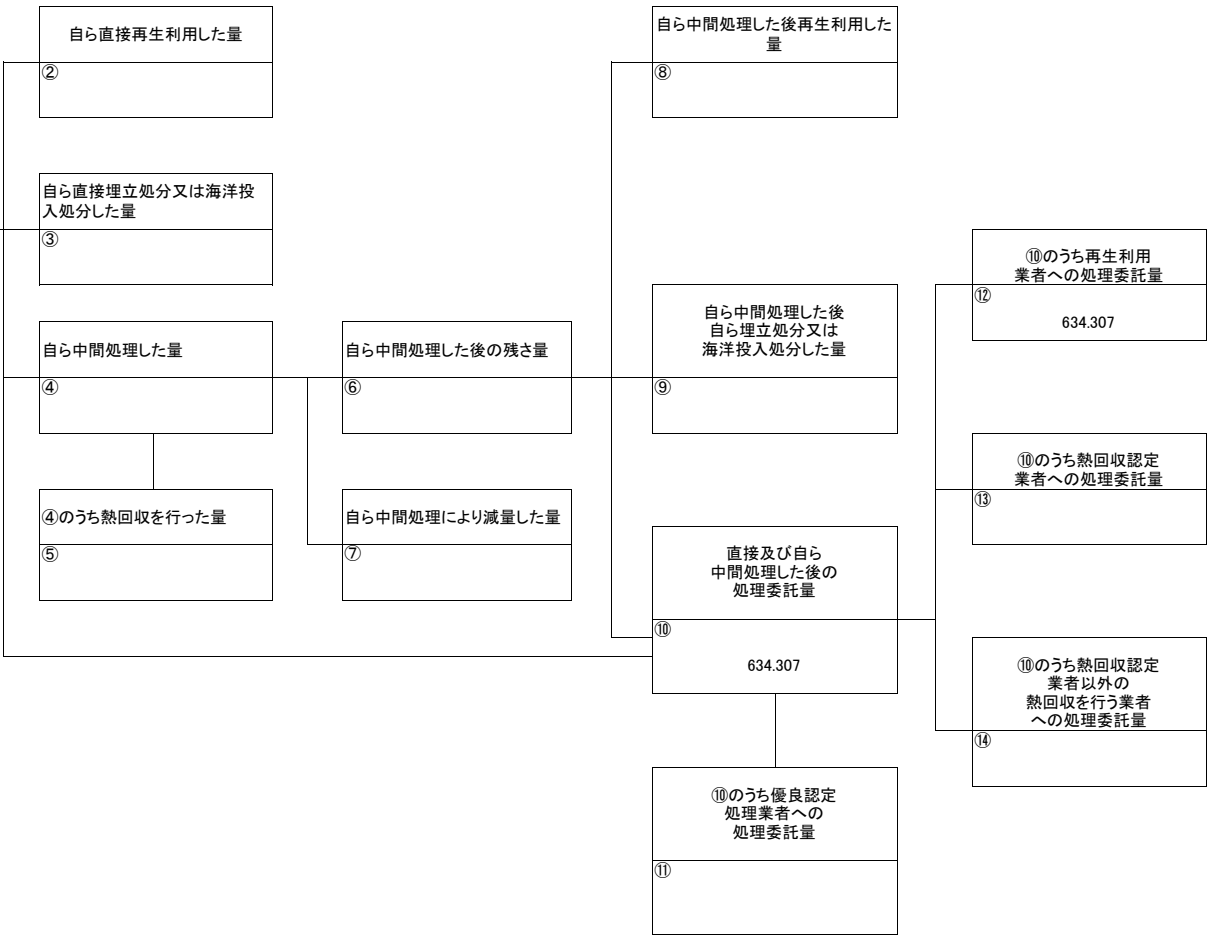 自ら直接再生利用した量
②
自ら直接埋立処分又は海洋投
入処分した量
③
自ら中間処理した量
④
④のうち熱回収を行った量
⑤
自ら中間処理した後の残さ量
⑥
自ら中間処理により減量した量
⑦
自ら中間処理した後再生利用した
量
⑧
自ら中間処理した後
自ら埋立処分又は
海洋投入処分した量
⑨
直接及び自ら
中間処理した後の
処理委託量
⑩
634.307
⑩のうち優良認定
処理業者への
処理委託量
⑪
⑩のうち再生利用
業者への処理委託量
⑫
634.307
⑩のうち熱回収認定
業者への処理委託量
⑬
⑩のうち熱回収認定
業者以外の
熱回収を行う業者
への処理委託量
⑭